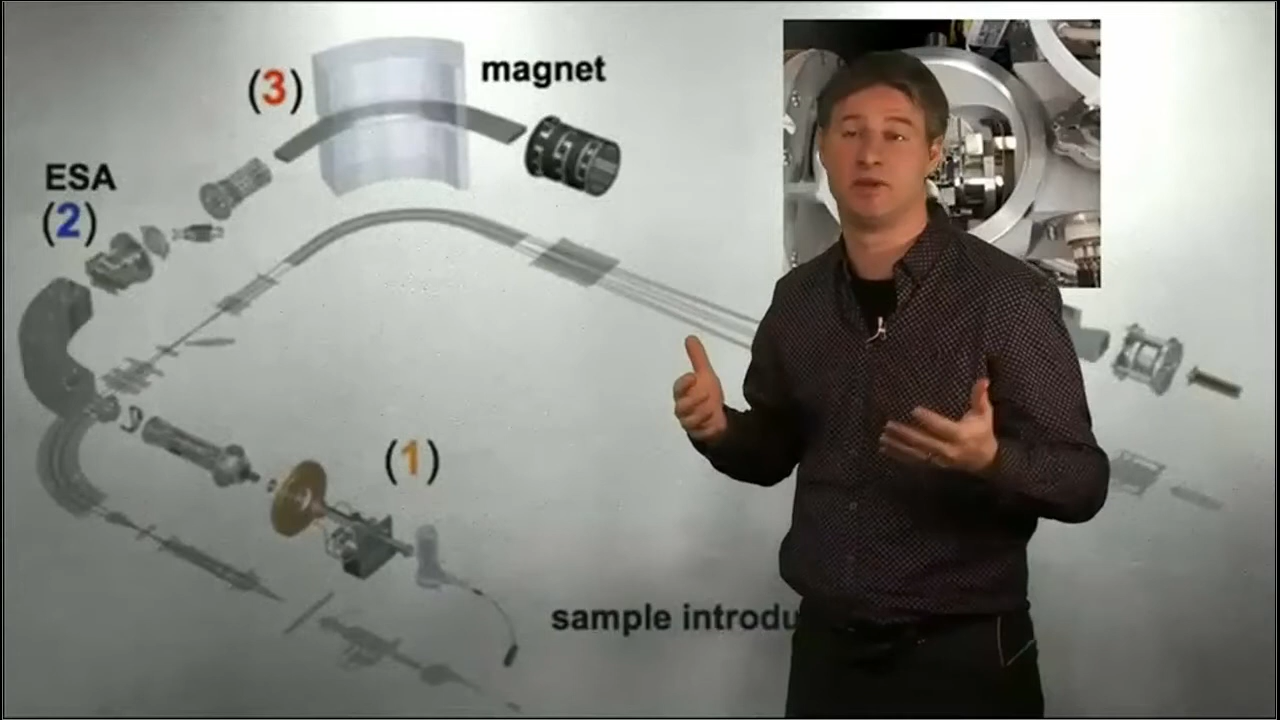 (3)
magnet
ESA
(2)
(1)
sample introdu